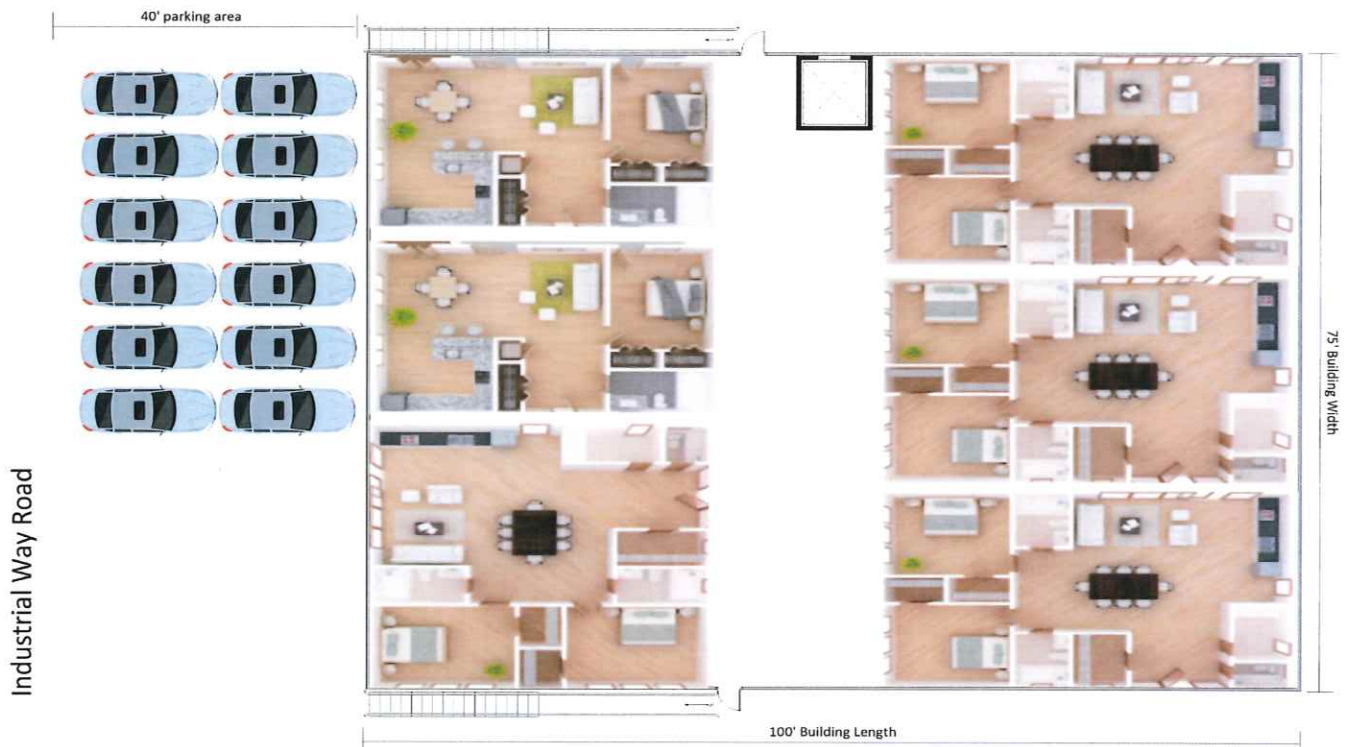 40' parking area
75' Building Width
Industrial Way Road
100' Building Length